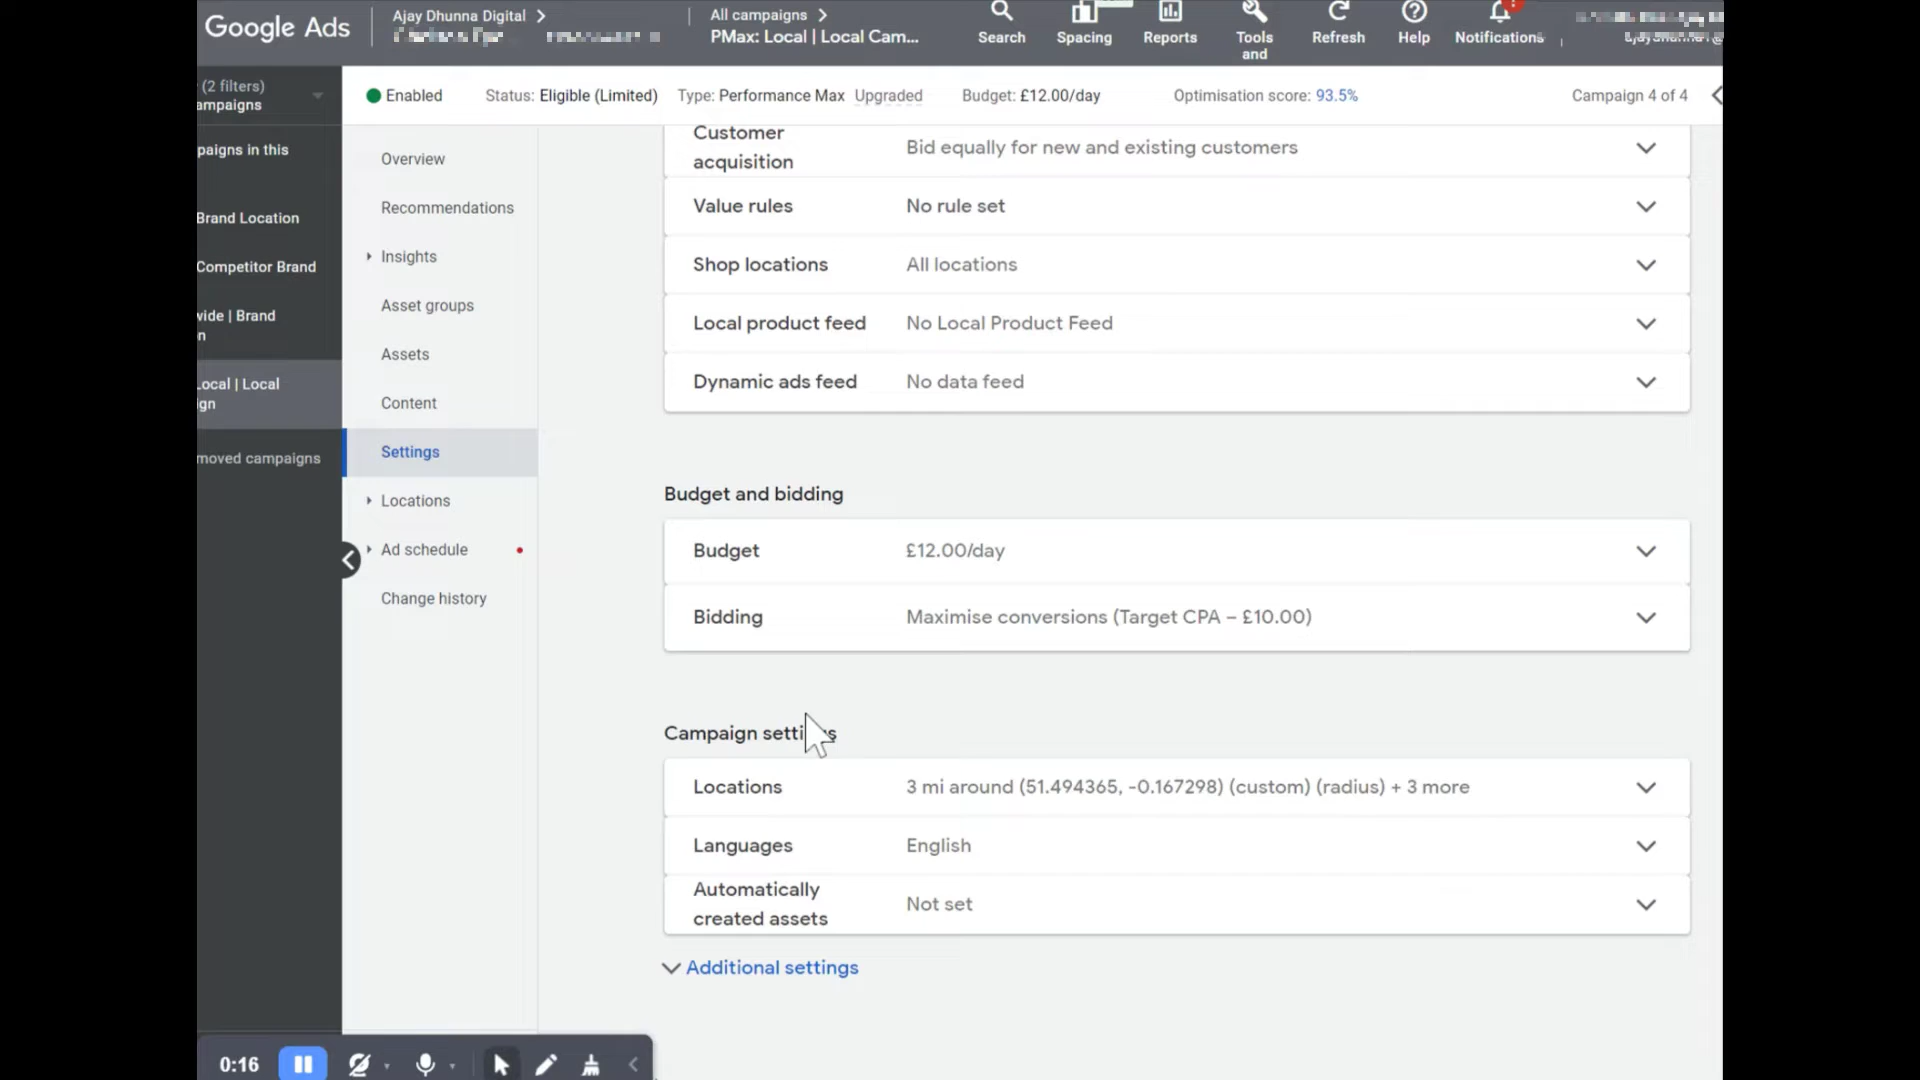 Google Ads
Ajay Dhunna Digital
All campaigns
PMax: Local | Local Cam...
Search
Spacing
Reports
Tools
and
Refresh
Help
Notifications
(2 filters)
ampaigns
Enabled
Status: Eligible (Limited)
Type: Performance Max Upgraded
Budget: £12.00/day
Optimisation score: 93.5%
Campaign 4 of 4
paigns in this
Brand Location
Competitor Brand
wide | Brand
n
Local | Local
ign
moved campaigns
Overview
Recommendations
Insights
Asset groups
Assets
Content
Settings
Locations
Ad schedule
Change history
Customer
acquisition
Bid equally for new and existing customers
Value rules
No rule set
Shop locations
All locations
Local product feed
No Local Product Feed
Dynamic ads feed
No data feed
Budget and bidding
Budget
£12.00/day
Bidding
Maximise conversions (Target CPA – £10.00)
Campaign settings
Locations
3 mi around (51.494365, -0.167298) (custom) (radius) + 3 more
Languages
English
Automatically
created assets
Not set
Additional settings
0:16